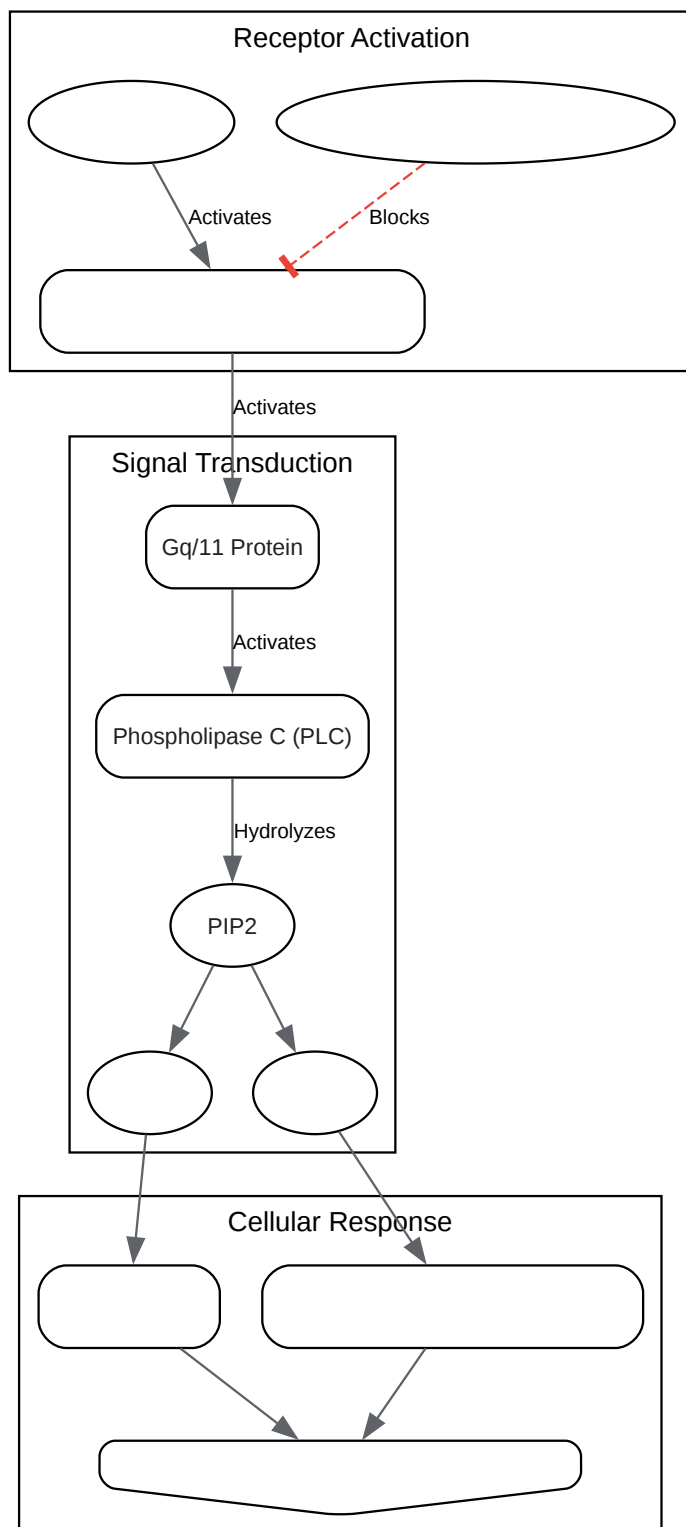 Receptor Activation
Activates
Blocks
Activates
Signal Transduction
Gq/11 Protein
Activates
Phospholipase C (PLC)
Hydrolyzes
PIP2
Cellular Response